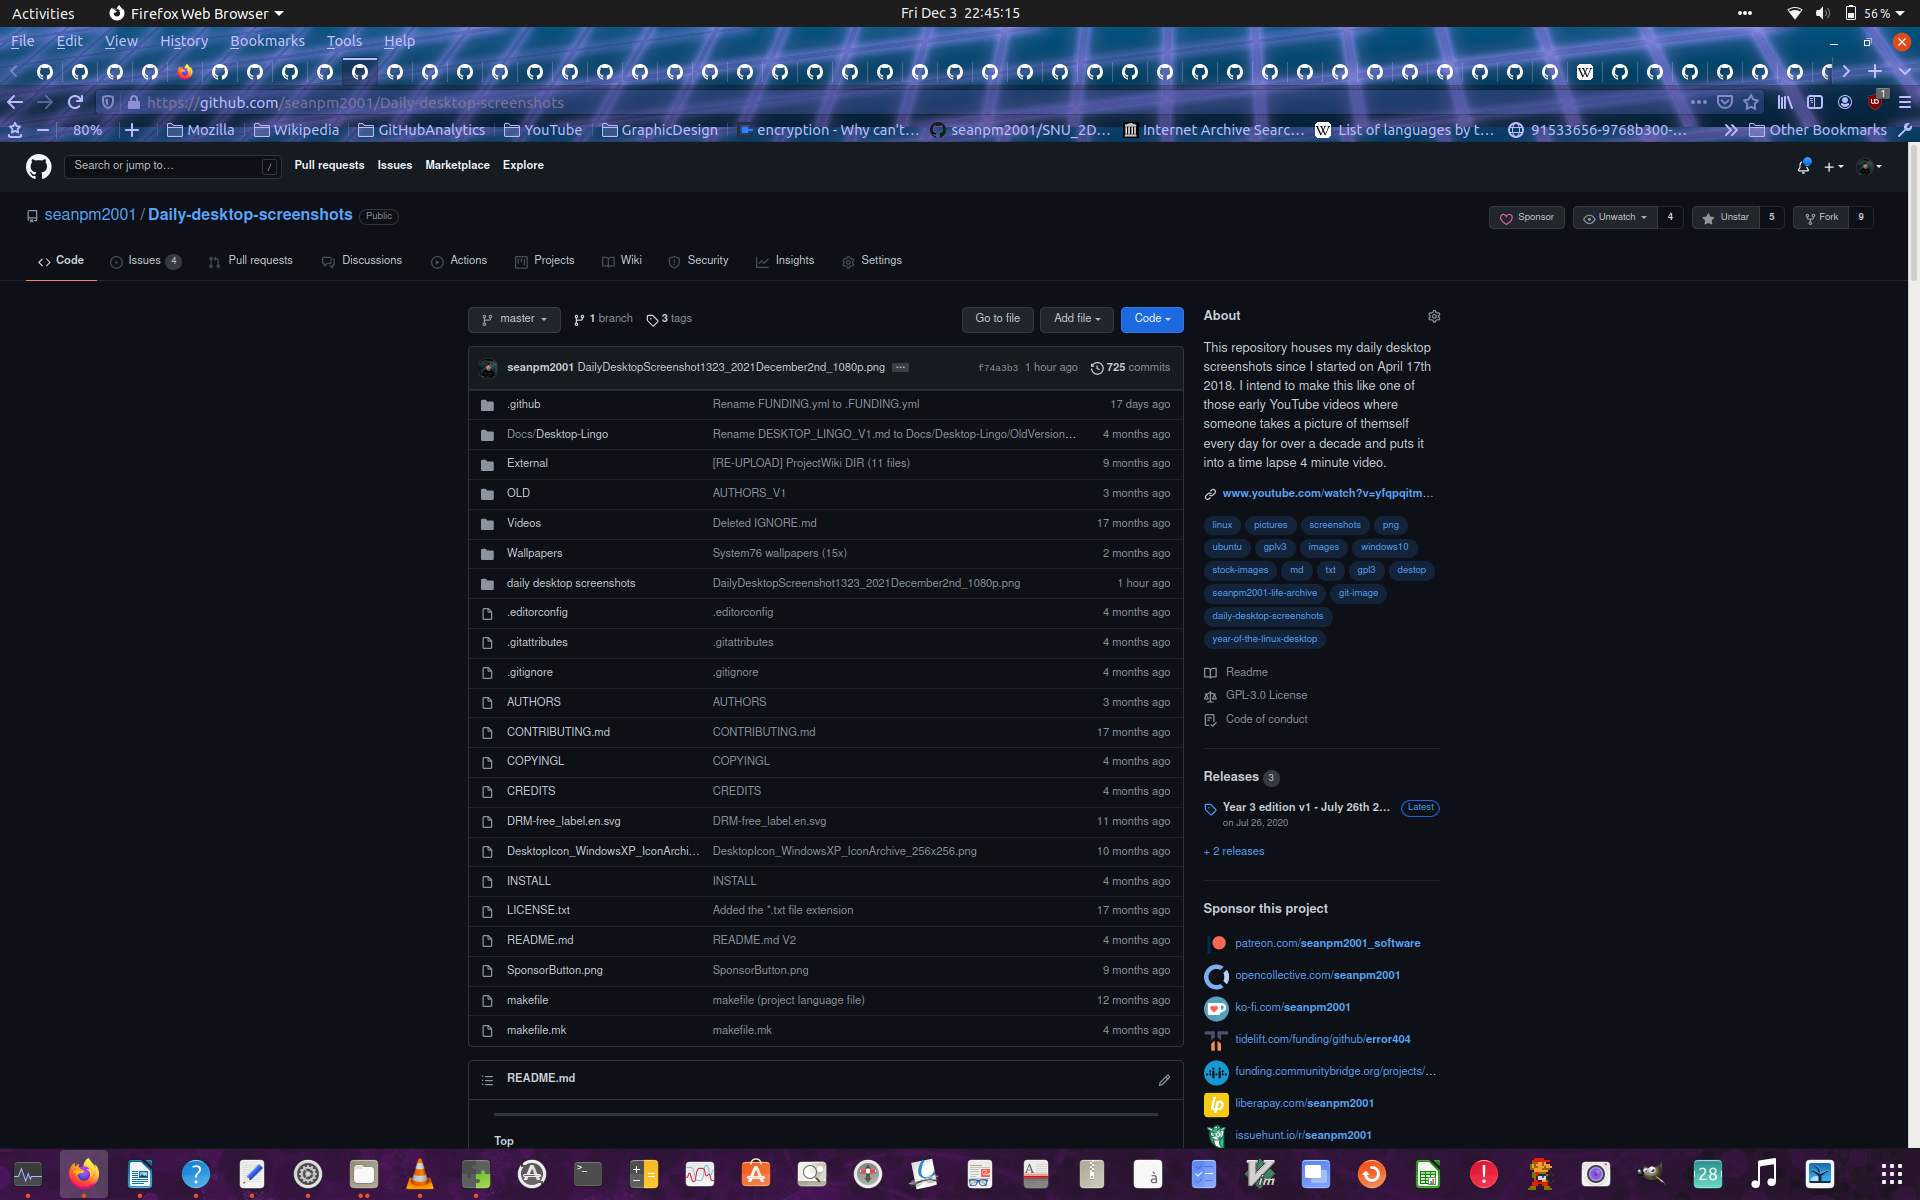 Activities
Firefox Web Browser
Fri Dec 3 22:45:15
56 %
File Edit View History Bookmarks Tools Help
https://github.com/seanpm2001/Daily-desktop-screenshots
1
80%
Mozilla
Wikipedia
GitHubAnalytics
YouTube
GraphicDesign
encryption - Why can't…
seanpm2001/SNU_2D…
Internet Archive Searc…
List of languages by t…
91533656-9768b300-…
Other Bookmarks
Search or jump to…
/
Pull requests Issues Marketplace Explore
seanpm2001 / Daily-desktop-screenshots
Public
Sponsor
Unwatch 4
Unstar 5
Fork 9
Code
Issues 4
Pull requests
Discussions
Actions
Projects
Wiki
Security
Insights
Settings
master
1 branch
3 tags
Go to file
Add file
Code
seanpm2001 DailyDesktopScreenshot1323_2021December2nd_1080p.png ...
f74a3b3 1 hour ago
725 commits
.github Rename FUNDING.yml to .FUNDING.yml 17 days ago
Docs/Desktop-Lingo Rename DESKTOP_LINGO_V1.md to Docs/Desktop-Lingo/OldVersion… 4 months ago
External [RE-UPLOAD] ProjectWiki DIR (11 files) 9 months ago
OLD AUTHORS_V1 3 months ago
Videos Deleted IGNORE.md 17 months ago
Wallpapers System76 wallpapers (15x) 2 months ago
daily desktop screenshots DailyDesktopScreenshot1323_2021December2nd_1080p.png 1 hour ago
.editorconfig .editorconfig 4 months ago
.gitattributes .gitattributes 4 months ago
.gitignore .gitignore 4 months ago
AUTHORS AUTHORS 3 months ago
CONTRIBUTING.md CONTRIBUTING.md 17 months ago
COPYINGL COPYINGL 4 months ago
CREDITS CREDITS 4 months ago
DRM-free_label.en.svg DRM-free_label.en.svg 11 months ago
DesktopIcon_WindowsXP_IconArchi… DesktopIcon_WindowsXP_IconArchive_256x256.png 10 months ago
INSTALL INSTALL 4 months ago
LICENSE.txt Added the *.txt file extension 17 months ago
README.md README.md V2 4 months ago
SponsorButton.png SponsorButton.png 9 months ago
makefile makefile (project language file) 12 months ago
makefile.mk makefile.mk 4 months ago
README.md
Top
About
This repository houses my daily desktop
screenshots since I started on April 17th
2018. I intend to make this like one of
those early YouTube videos where
someone takes a picture of themself
every day for over a decade and puts it
into a time lapse 4 minute video.
www.youtube.com/watch?v=yfqpqitm…
linux pictures screenshots png
ubuntu gplv3 images windows10
stock-images md txt gpl3 destop
seanpm2001-life-archive git-image
daily-desktop-screenshots
year-of-the-linux-desktop
Readme
GPL-3.0 License
Code of conduct
Releases 3
Year 3 edition v1 - July 26th 2… Latest
on Jul 26, 2020
+ 2 releases
Sponsor this project
patreon.com/seanpm2001_software
opencollective.com/seanpm2001
ko-fi.com/seanpm2001
tidelift.com/funding/github/error404
funding.communitybridge.org/projects/…
liberapay.com/seanpm2001
issuehunt.io/r/seanpm2001
28